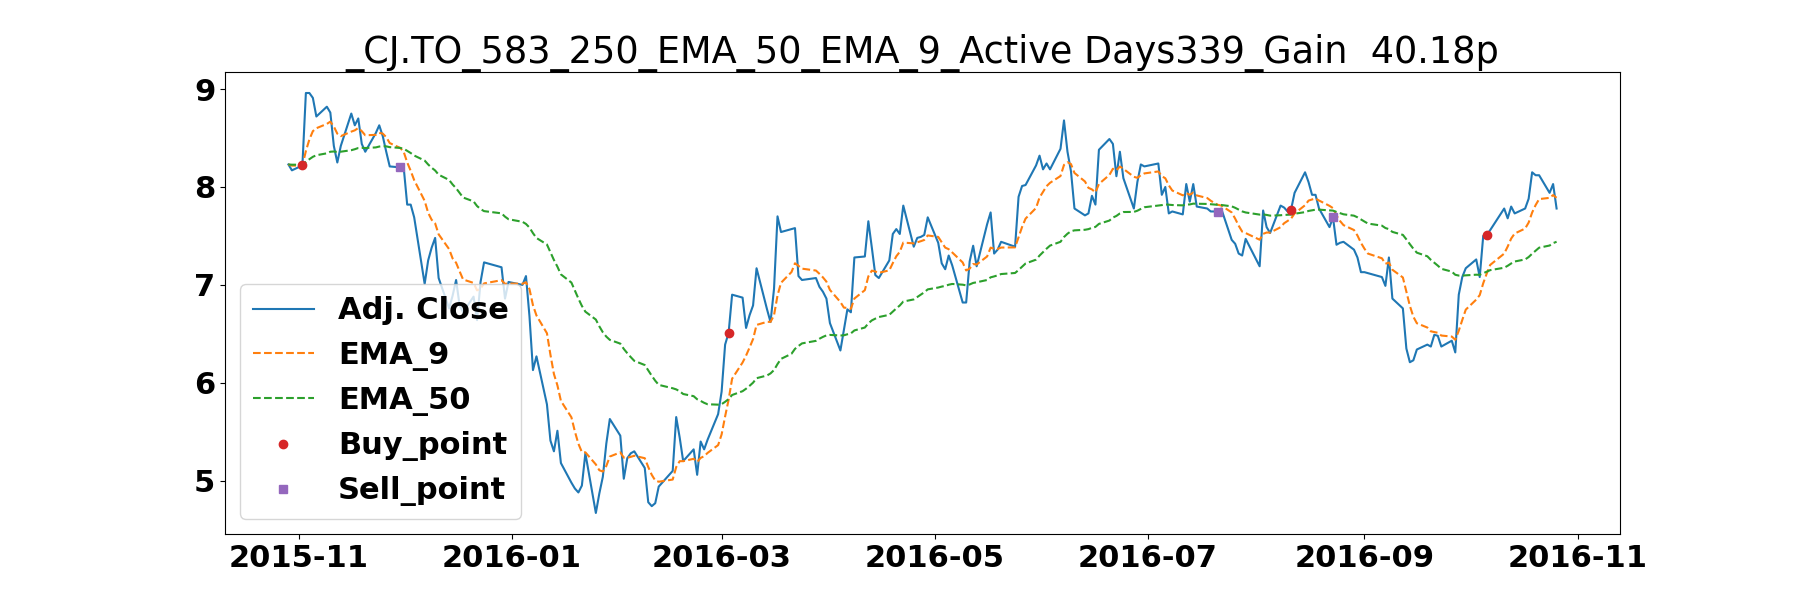 _CJ.TO_583_250_EMA_50_EMA_9_Active Days339_Gain  40.18p
9
8
7
6
5
Adj. Close
EMA_9
EMA_50
Buy_point
Sell_point
2015-11 2016-01 2016-03 2016-05 2016-07 2016-09 2016-11